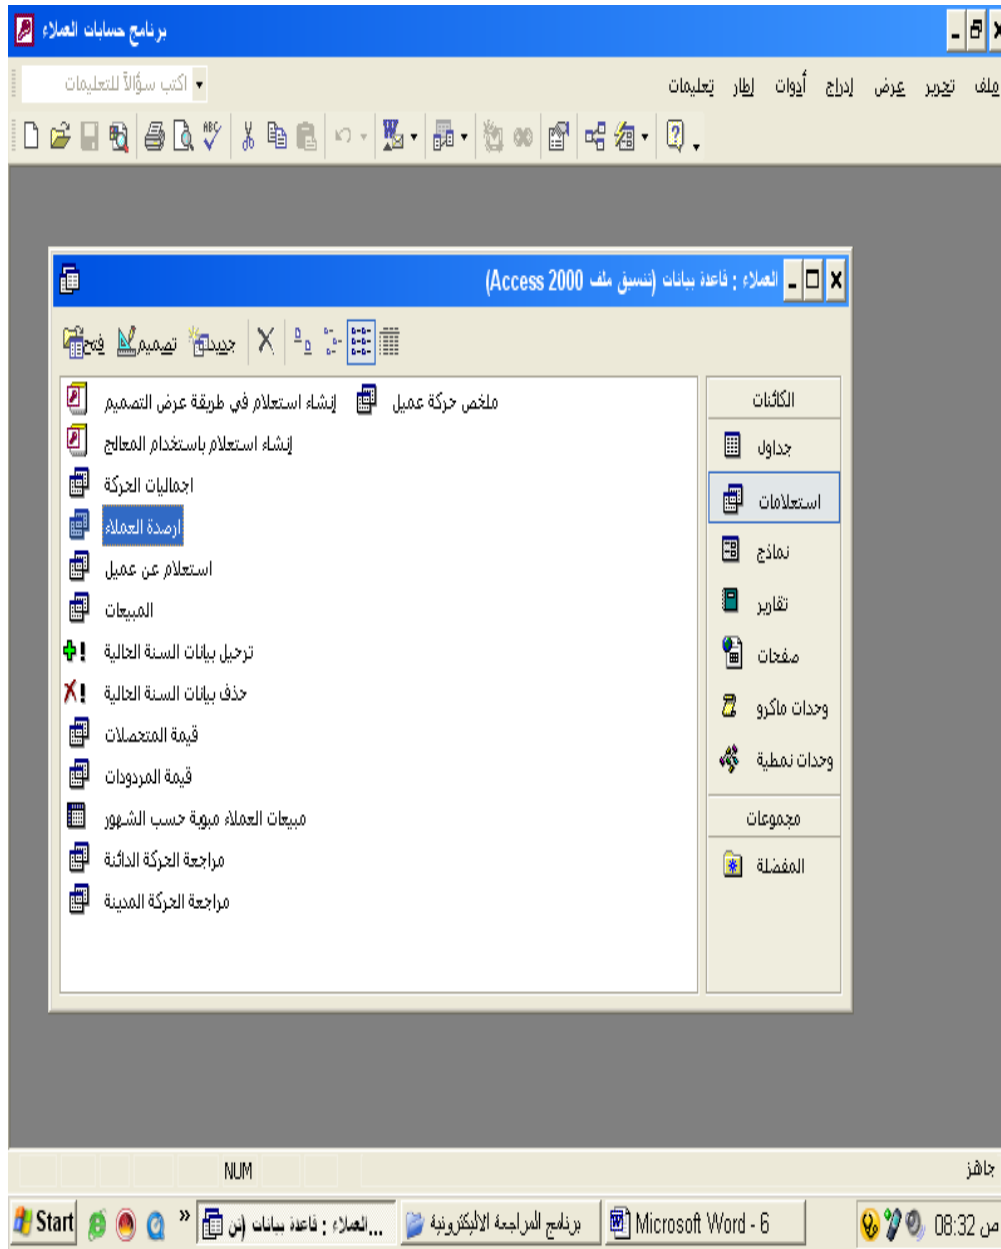 برنامج حسابات العملاء
ملف تحرير عرض إدراج أدوات إطار تعليمات
اكتب سؤالاً للتعليمات
العملاء : قاعدة بيانات (تنسيق ملف Access 2000)
فتح تصميم جديد
الكائنات
جداول
استعلامات
نماذج
تقارير
صفحات
وحدات ماكرو
وحدات نمطية
مجموعات
المفضلة
إنشاء استعلام في طريقة عرض التصميم
إنشاء استعلام باستخدام المعالج
اجماليات الحركة
ارصدة العملاء
استعلام عن عميل
المبيعات
ترحيل بيانات السنة الحالية
حذف بيانات السنة الحالية
قيمة المتحصلات
قيمة المردودات
مبيعات العملاء مبوبة حسب الشهور
مراجعة الحركة الدائنة
مراجعة الحركة المدينة
ملخص حركة عميل
جاهز
NUM
Start
العملاء : قاعدة بيانات (تن...
برنامج المراجعة الاليكترونية
Microsoft Word - 6
08:32 ص